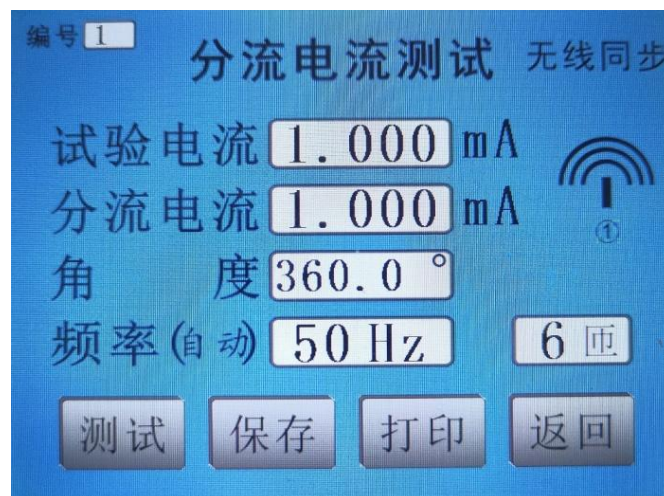 编号 1
分流电流测试 无线同步
试验电流 1.000 mA
分流电流 1.000 mA
①
角 度 360.0 °
频率(自动) 50 Hz 6 匝
测试 保存 打印 返回